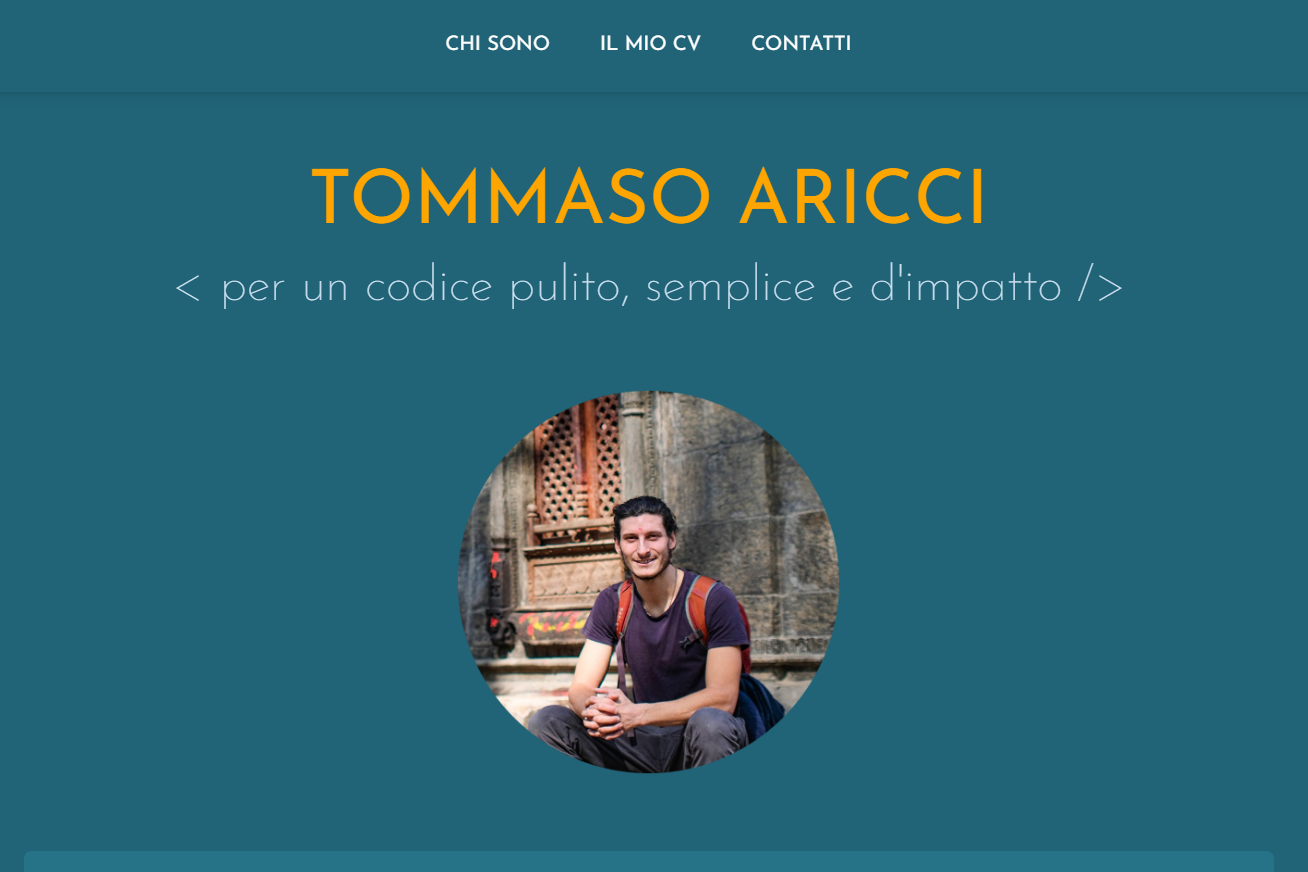 CHI SONO IL MIO CV CONTATTI
TOMMASO ARICCI
< per un codice pulito, semplice e d'impatto />